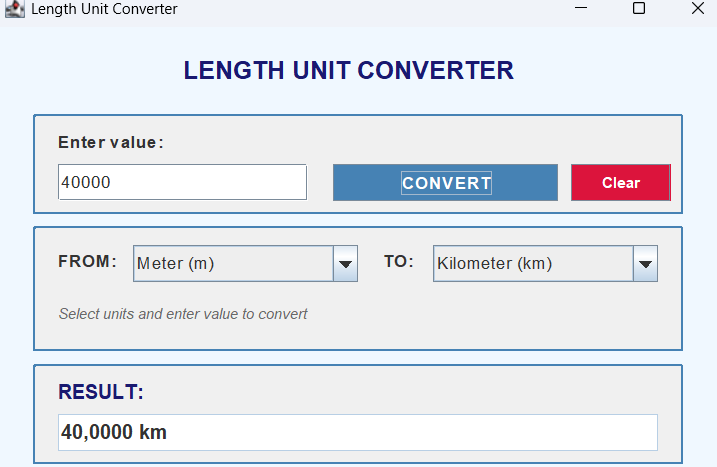 Length Unit Converter
LENGTH UNIT CONVERTER
Enter value:
40000 CONVERT Clear
FROM: Meter (m) TO: Kilometer (km)
Select units and enter value to convert
RESULT:
40,0000 km